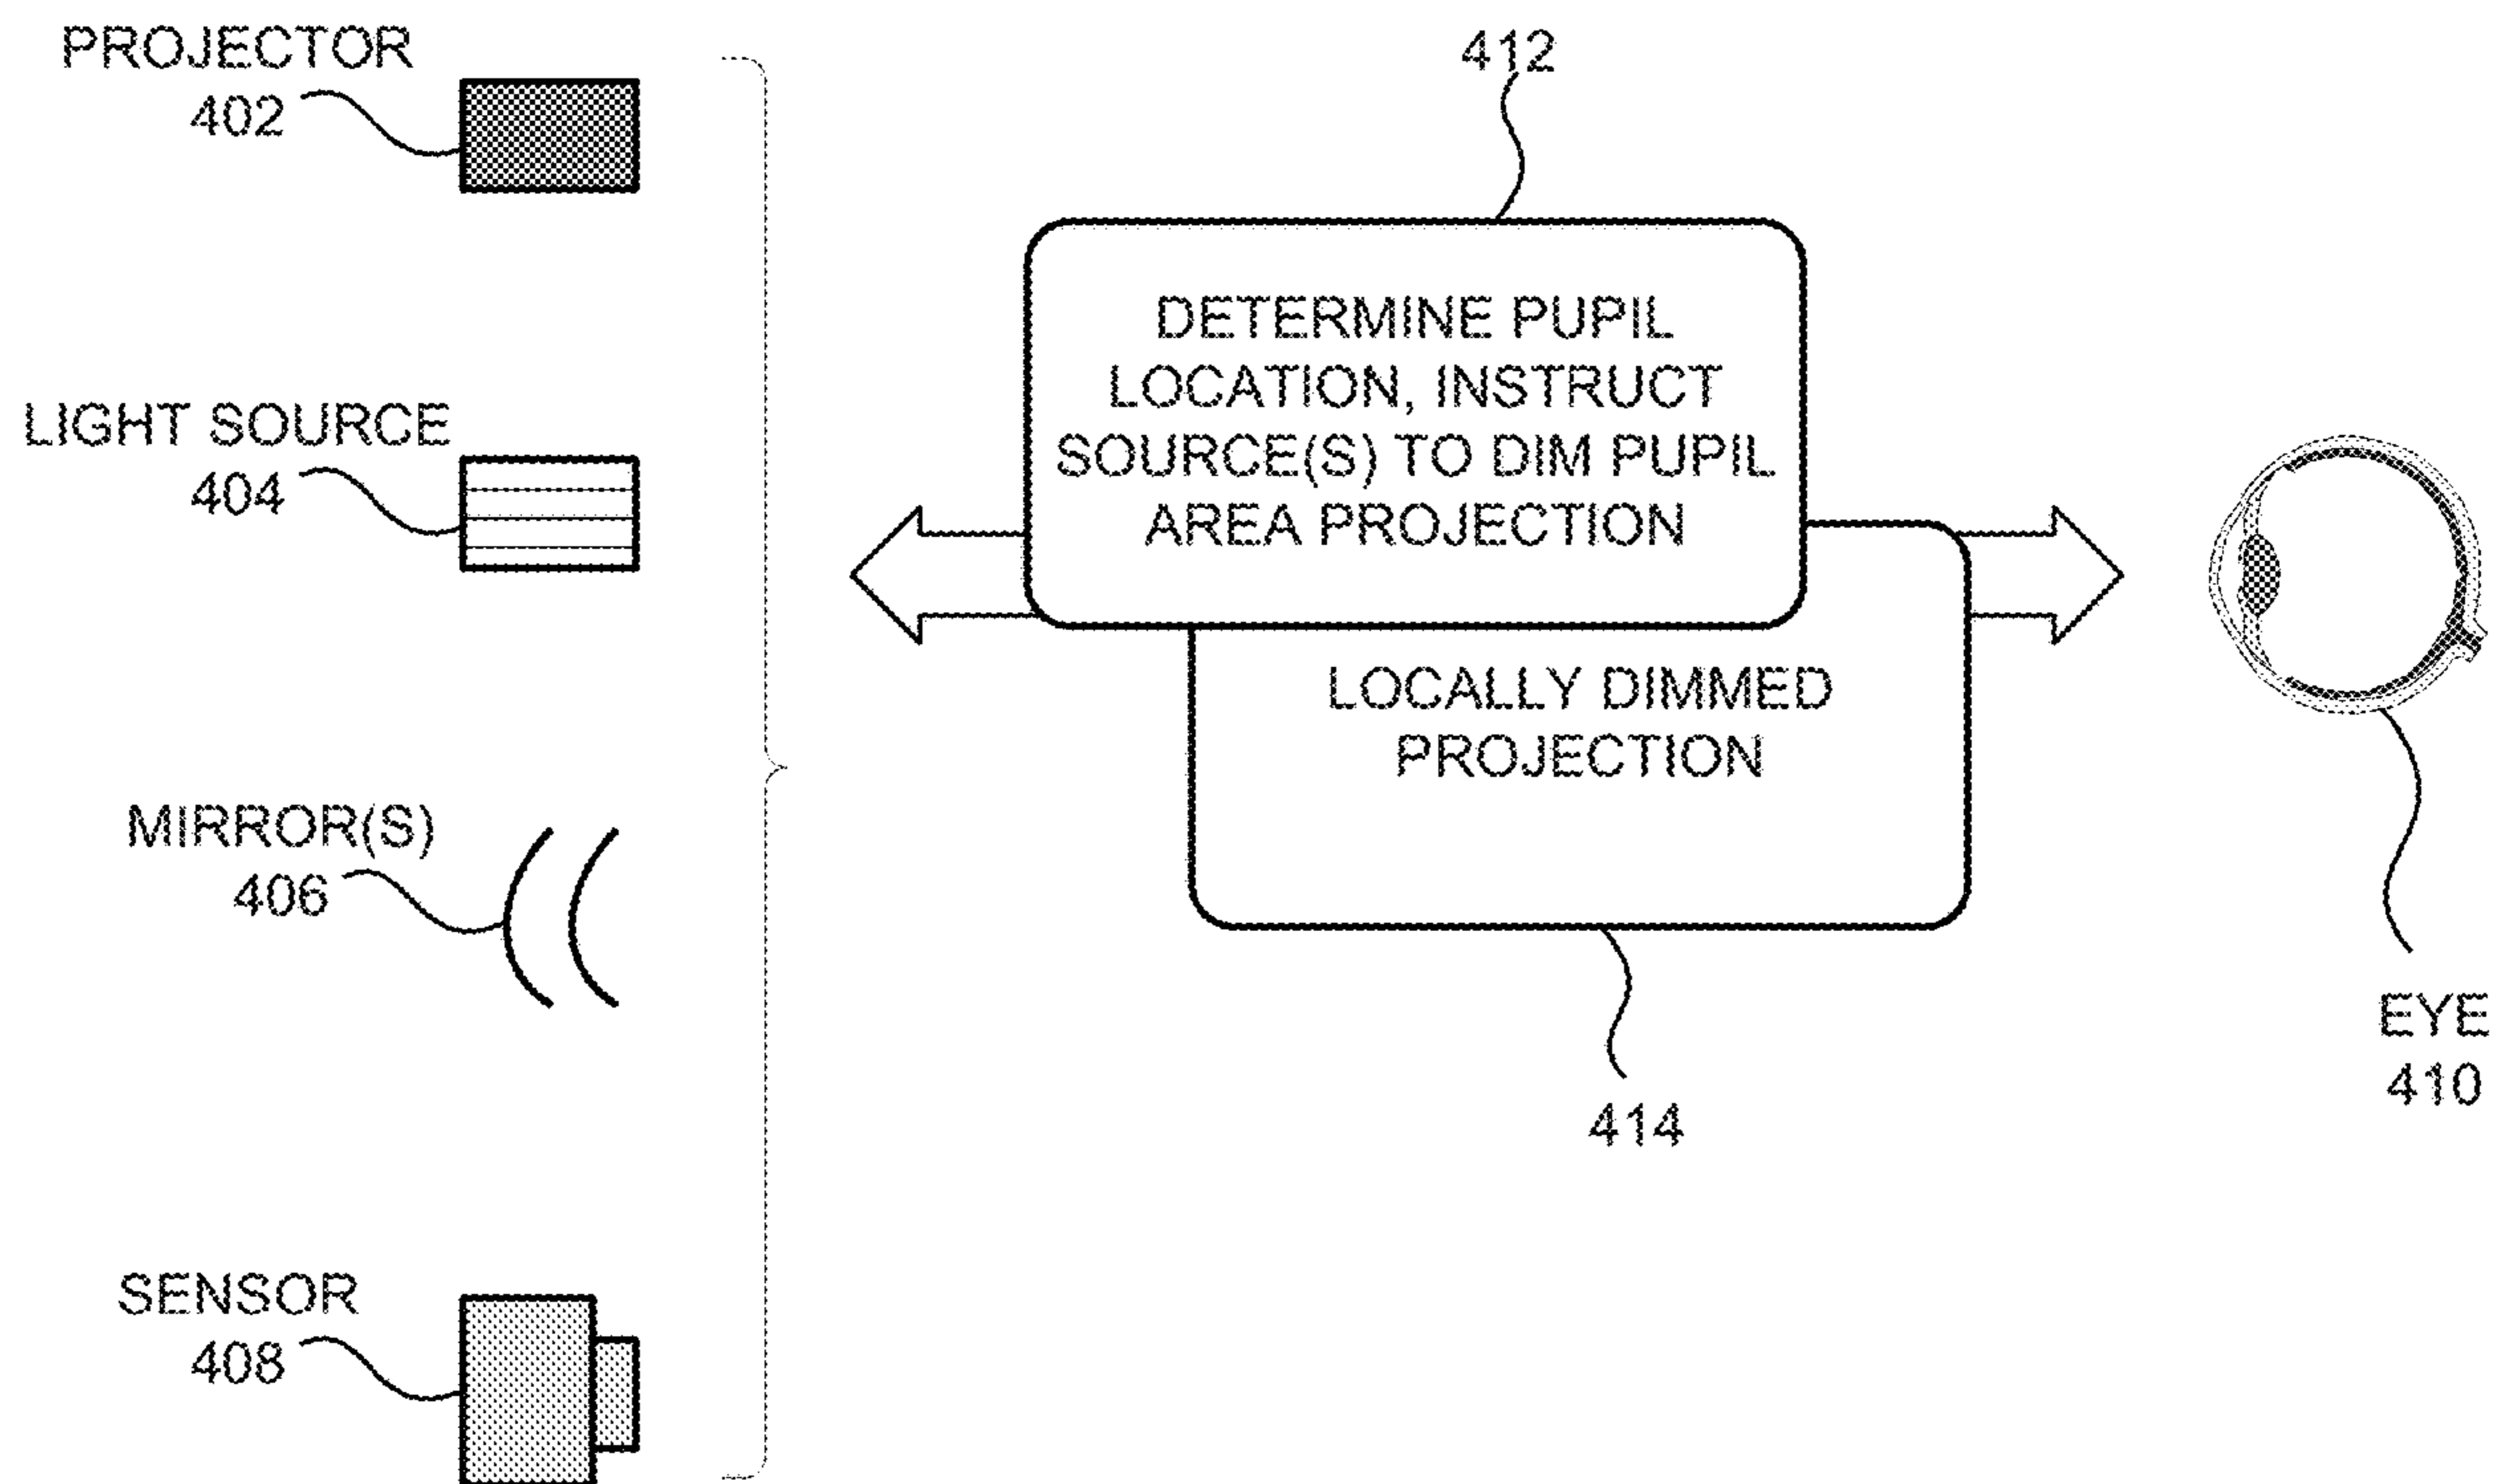 PROJECTOR
402
LIGHT SOURCE
404
MIRROR(S)
406
SENSOR
408
412
DETERMINE PUPIL
LOCATION, INSTRUCT
SOURCE(S) TO DIM PUPIL
AREA PROJECTION
LOCALLY DIMMED
PROJECTION
414
EYE
410